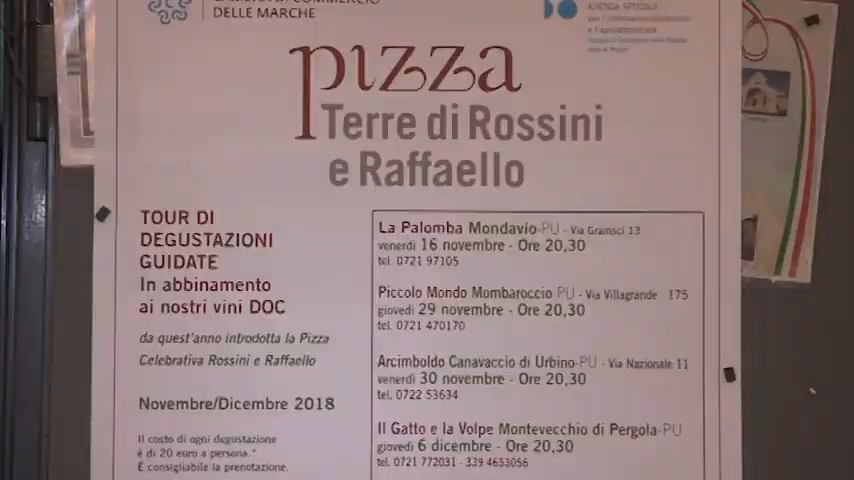 DELLE MARCHE
AZIENDA SPECIALE
pizza
Terre di Rossini
e Raffaello
TOUR DI
DEGUSTAZIONI
GUIDATE
In abbinamento
ai nostri vini DOC
da quest'anno introdotta la Pizza
Celebrativa Rossini e Raffaello
Novembre/Dicembre 2018
Il costo di ogni degustazione
è di 20 euro a persona.*
È consigliabile la prenotazione.
La Palomba Mondavio-PU - Via Gramsci 13
venerdì 16 novembre - Ore 20,30
tel. 0721 97105
Piccolo Mondo Mombaroccio-PU - Via Villagrande 175
giovedì 29 novembre - Ore 20,30
tel. 0721 470170
Arcimboldo Canavaccio di Urbino-PU - Via Nazionale 11
venerdì 30 novembre - Ore 20,30
tel. 0722 53634
Il Gatto e la Volpe Montevecchio di Pergola-PU
giovedì 6 dicembre - Ore 20,30
tel. 0721 772031 - 339 4653056